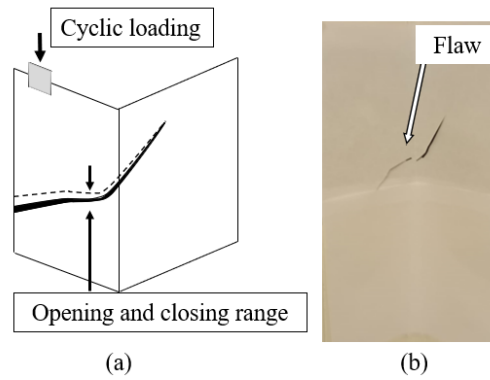 Cyclic loading
Flaw
Opening and closing range
(a)
(b)